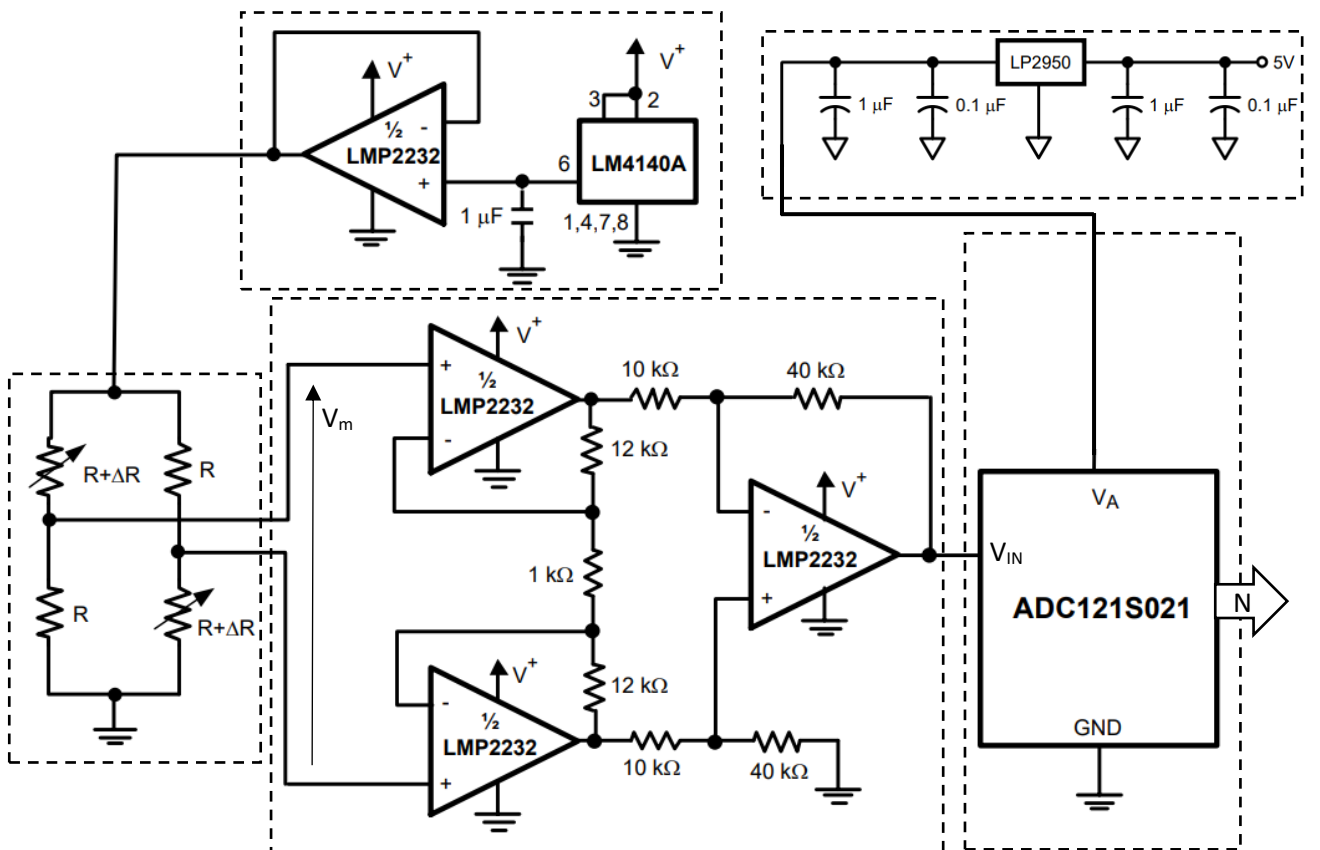 V+
3
2
½
LMP2232
-
+
6
LM4140A
1 µF
1,4,7,8
V+
LP2950
5V
1 µF
0.1 µF
1 µF
0.1 µF
R+ΔR
R
R
R+ΔR
Vm
V+
+
½
LMP2232
-
10 kΩ
40 kΩ
12 kΩ
1 kΩ
12 kΩ
V+
-
½
LMP2232
+
V+
-
½
LMP2232
+
10 kΩ
40 kΩ
VA
VIN
ADC121S021
N
GND